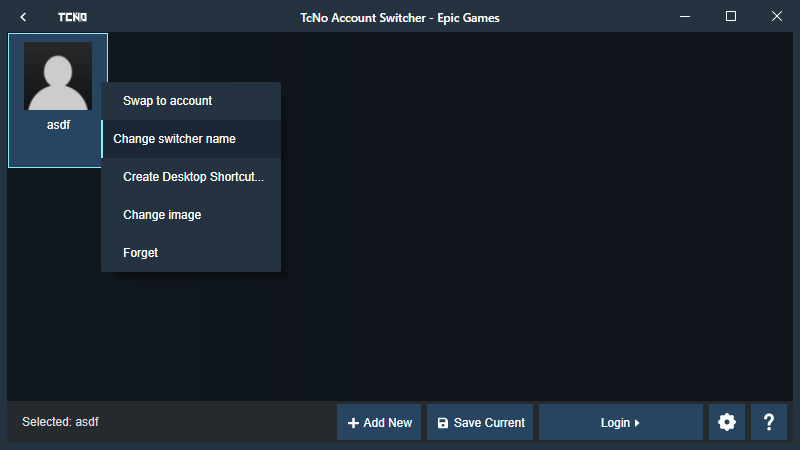 TCNO
TcNo Account Switcher - Epic Games
asdf
Swap to account
Change switcher name
Create Desktop Shortcut...
Change image
Forget
Selected: asdf
Add New
Save Current
Login
?